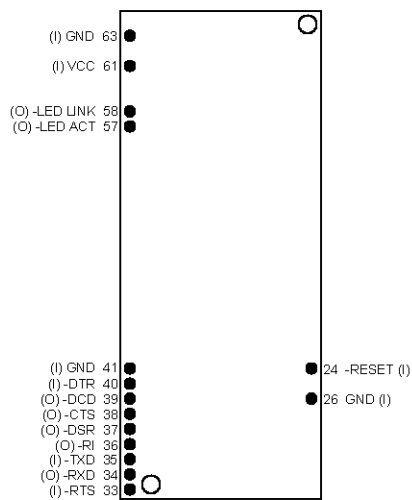 (I) GND 63
(I) VCC 61
(O) -LED LINK 58
(O) -LED ACT 57
(I) GND 41
24 -RESET (I)
(I) -DTR 40
(O) -DCD 39
26 GND (I)
(O) -CTS 38
(O) -DSR 37
(O) -RI 36
(I) -TXD 35
(O) -RXD 34
(I) -RTS 33